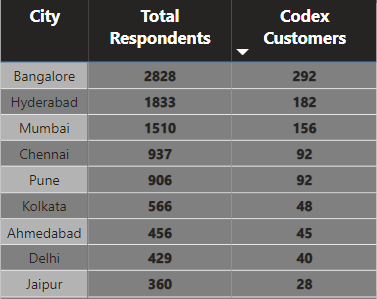 City Total Respondents Codex Customers
Bangalore 2828 292
Hyderabad 1833 182
Mumbai 1510 156
Chennai 937 92
Pune 906 92
Kolkata 566 48
Ahmedabad 456 45
Delhi 429 40
Jaipur 360 28